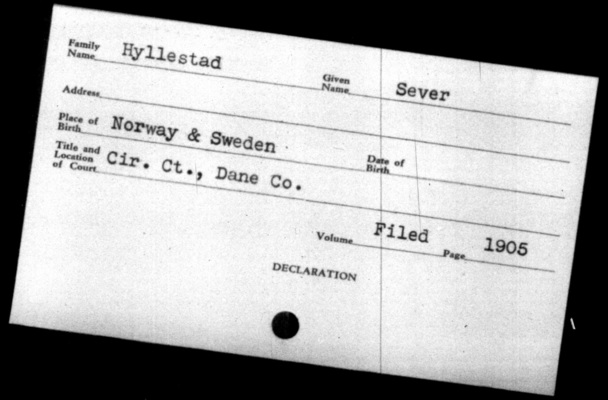 Family Name Hyllestad Given Name Sever
Address
Place of Birth Norway & Sweden Date of Birth
Title and Location of Court Cir. Ct., Dane Co.
Volume Filed Page 1905
DECLARATION